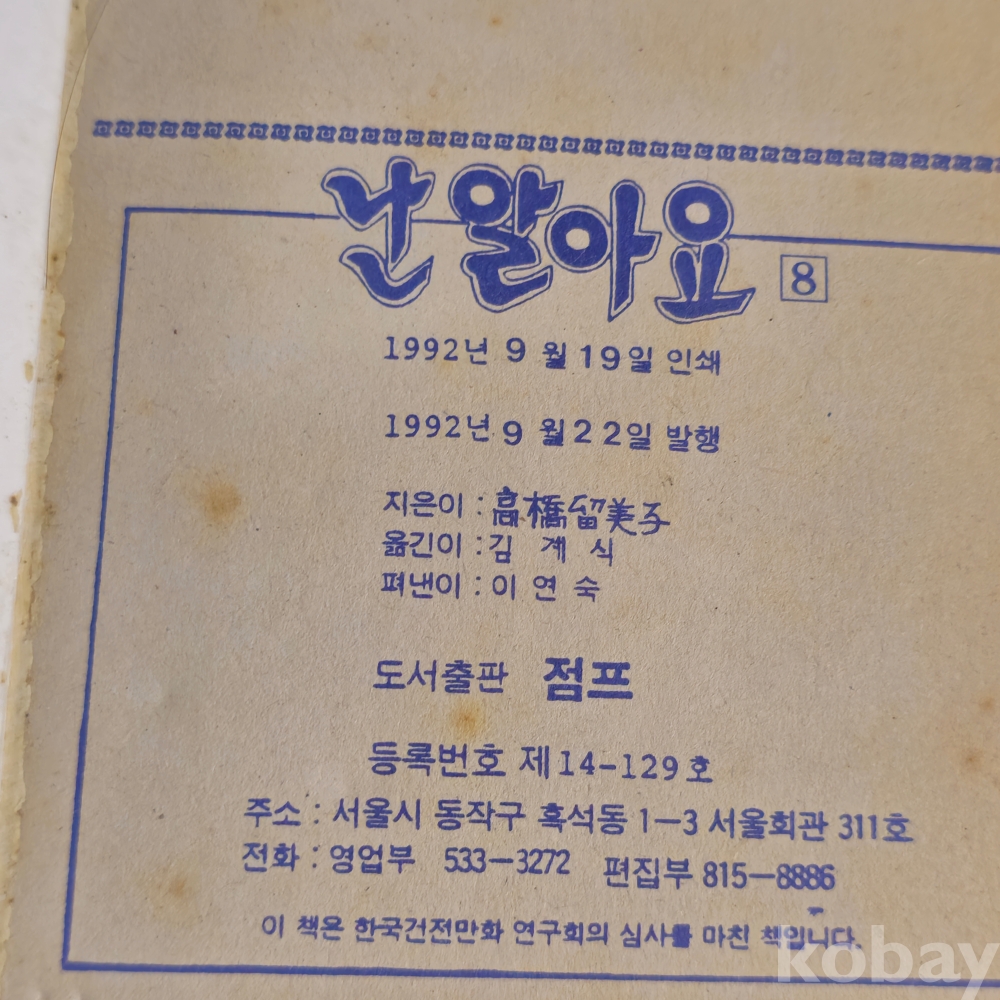 난 알아요 8
1992년 9 월 19일 인쇄
1992년 9 월 22일 발행
지은이 : 高橋留美子
옮긴이 : 김 계 식
펴낸이 : 이 연 숙
도서출판 점프
등록번호 제14-129호
주소 : 서울시 동작구 흑석동 1-3 서울회관 311호
전화 : 영업부 533-3272 편집부 815-8886
이 책은 한국건전만화 연구회의 심사를 마친 책입니다.
kobay